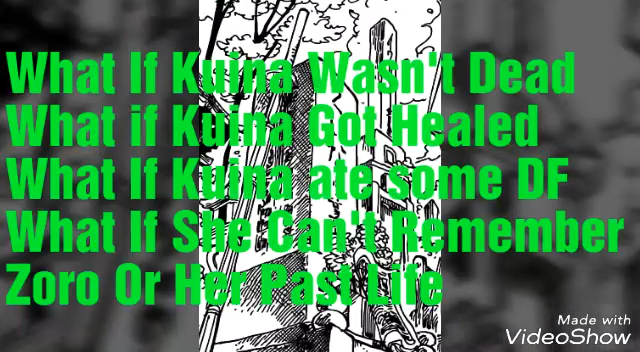 What If Kuina Wasn't Dead
What if Kuina Got Healed
What If Kuina ate some DF
What If She Can't Remember
Zoro Or Her Past Life
Made with
VideoShow